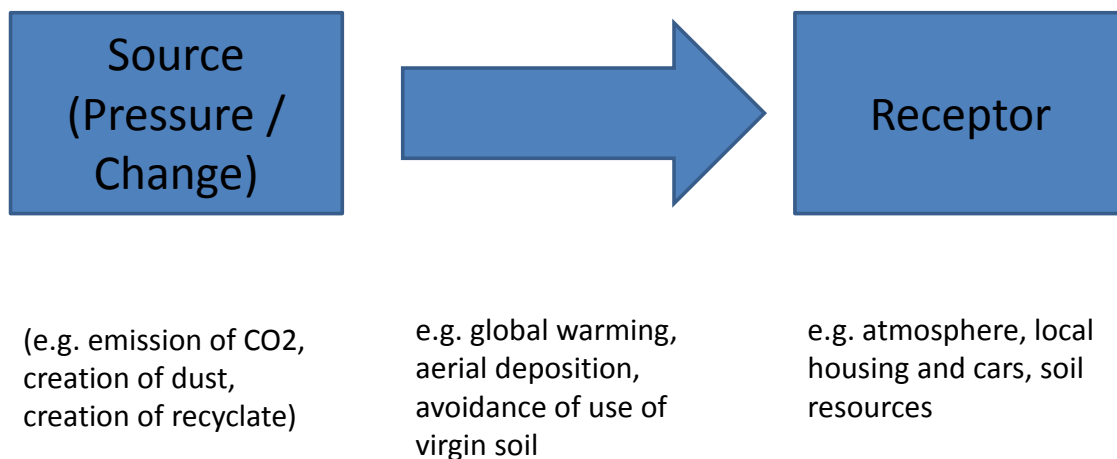 Source
(Pressure /
Change)
Receptor
(e.g. emission of CO2,
creation of dust,
creation of recyclate)
e.g. global warming,
aerial deposition,
avoidance of use of
virgin soil
e.g. atmosphere, local
housing and cars, soil
resources